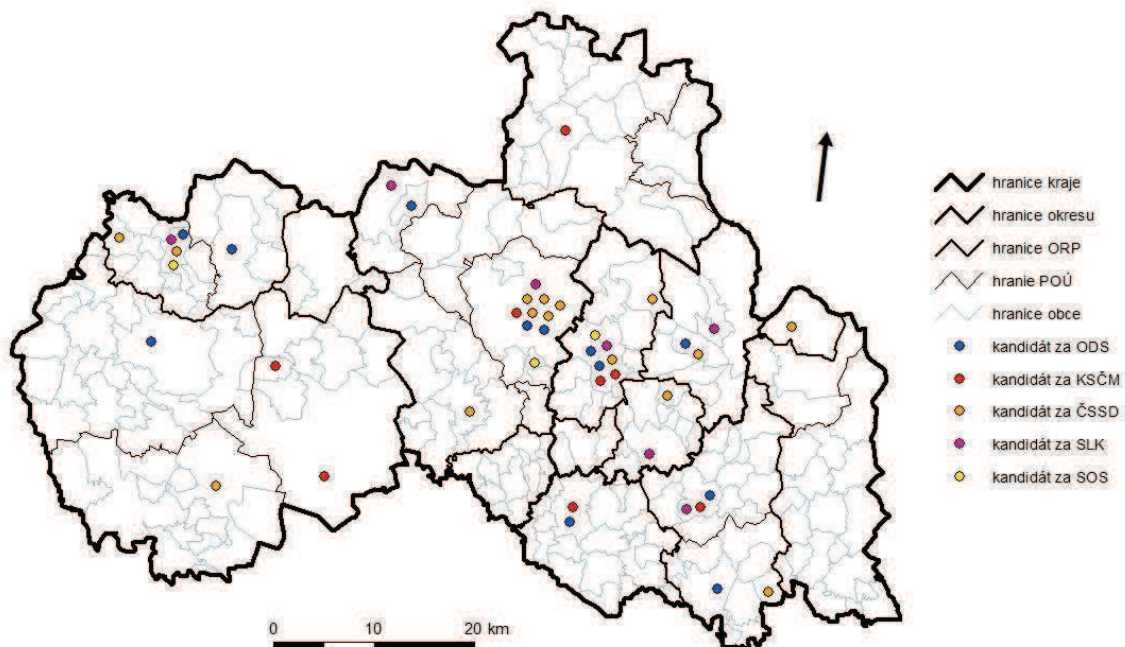 hranice kraje
hranice okresu
hranice ORP
hranie POÚ
hranice obce
kandidát za ODS
kandidát za KSČM
kandidát za ČSSD
kandidát za SLK
kandidát za SOS
0 10 20 km